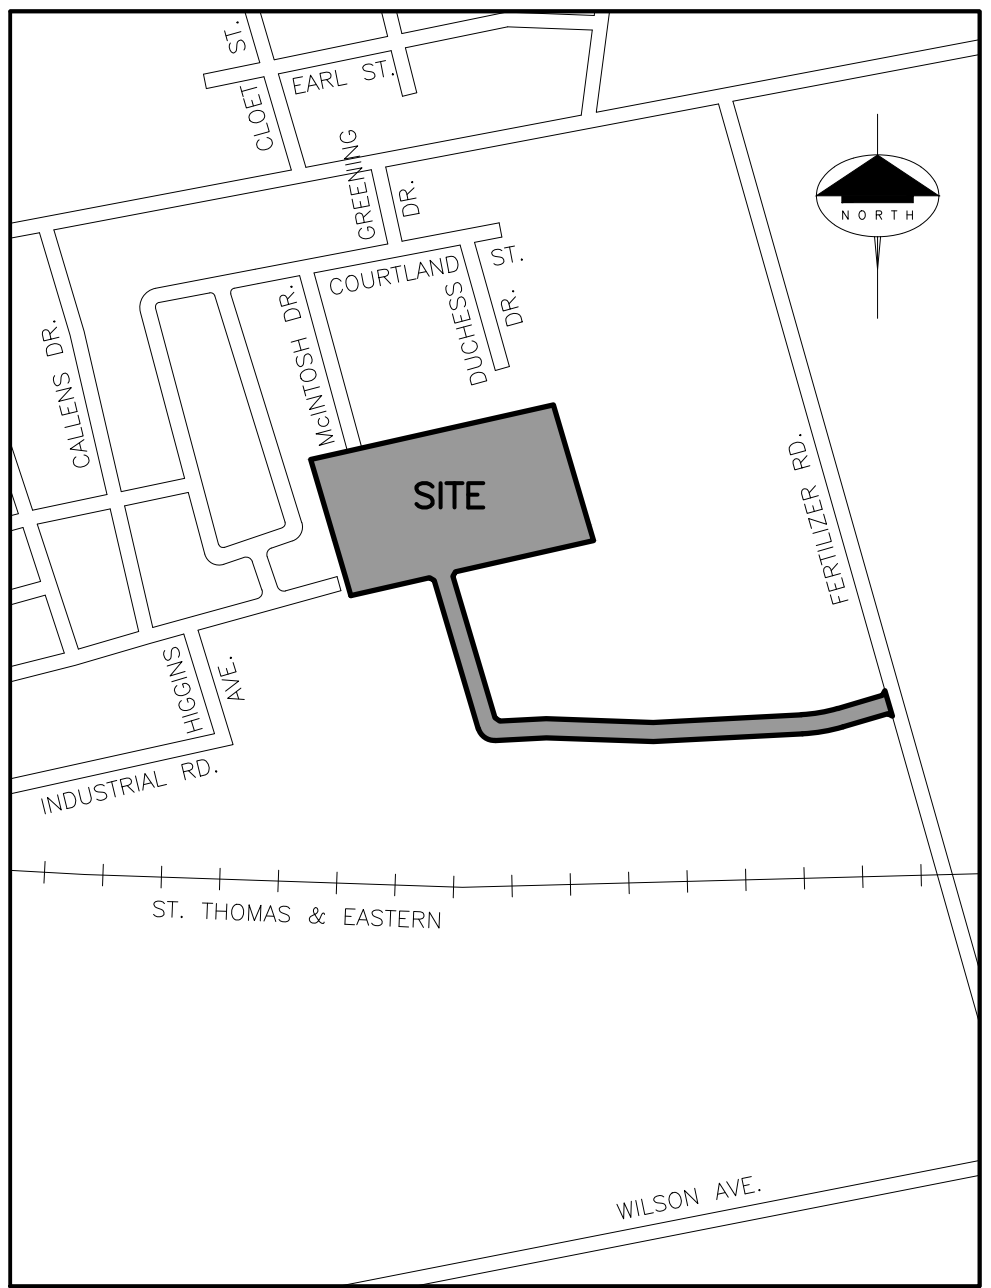 ST.
CLOET
EARL ST.
GREENING
DR.
NORTH
COURTLAND
ST.
DUCHESS
DR.
McINTOSH DR.
CALLENS DR.
SITE
FERTILIZER RD.
HIGGINS
AVE.
INDUSTRIAL RD.
ST. THOMAS & EASTERN
WILSON AVE.